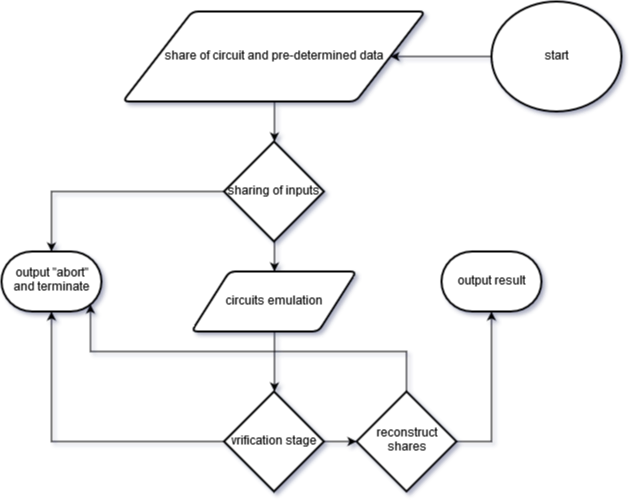 share of circuit and pre-determined data
start
sharing of inputs
output "abort"
and terminate
circuits emulation
output result
vrification stage
reconstruct
shares